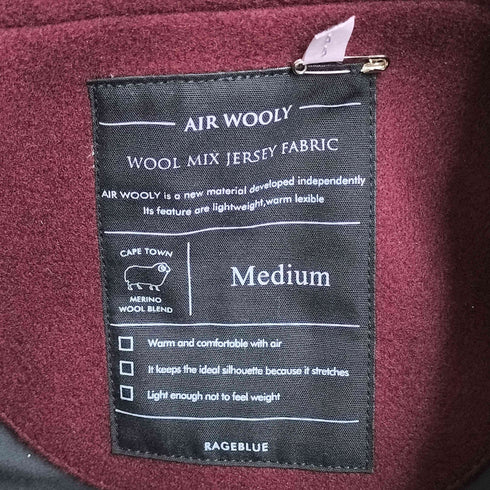 AIR WOOLY
WOOL MIX JERSEY FABRIC
AIR WOOLY is a new material developed independently
Its feature are lightweight,warm lexible
CAPE TOWN
MERINO
WOOL BLEND
Medium
Warm and comfortable with air
It keeps the ideal silhouette because it stretches
Light enough not to feel weight
RAGEBLUE